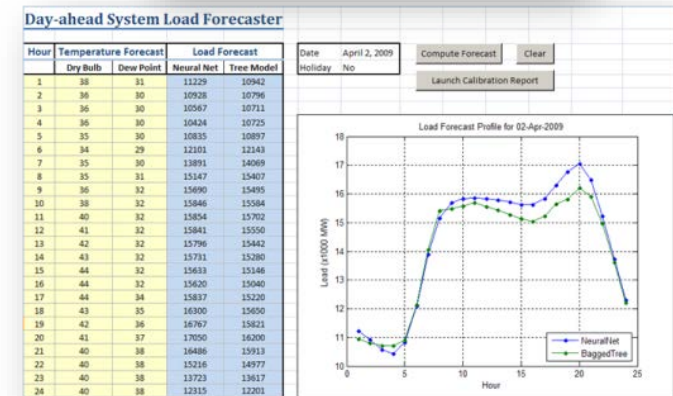 Day-ahead System Load Forecaster
Hour Temperature Forecast Load Forecast
Dry Bulb Dew Point Neural Net Tree Model
1 38 31 11229 10942
2 36 30 10928 10796
3 36 30 10567 10711
4 36 30 10424 10725
5 35 30 10835 10897
6 34 29 12101 12143
7 35 30 13891 14069
8 35 31 15147 15407
9 36 32 15690 15495
10 38 32 15846 15584
11 40 32 15854 15702
12 41 32 15841 15550
13 42 32 15796 15442
14 43 32 15731 15280
15 44 32 15633 15146
16 44 32 15620 15040
17 44 34 15837 15220
18 43 35 16300 15650
19 42 36 16767 15821
20 41 37 17050 16200
21 40 38 16486 15913
22 40 38 15216 14977
23 40 38 13723 13617
24 40 38 12315 12201
Date April 2, 2009
Holiday No
Compute Forecast Clear
Launch Calibration Report
Load Forecast Profile for 02-Apr-2009
18
17
16
15
14
13
12
11
10
Load (x1000 MW)
0 5 10 15 20 25
Hour
NeuralNet
BaggedTree